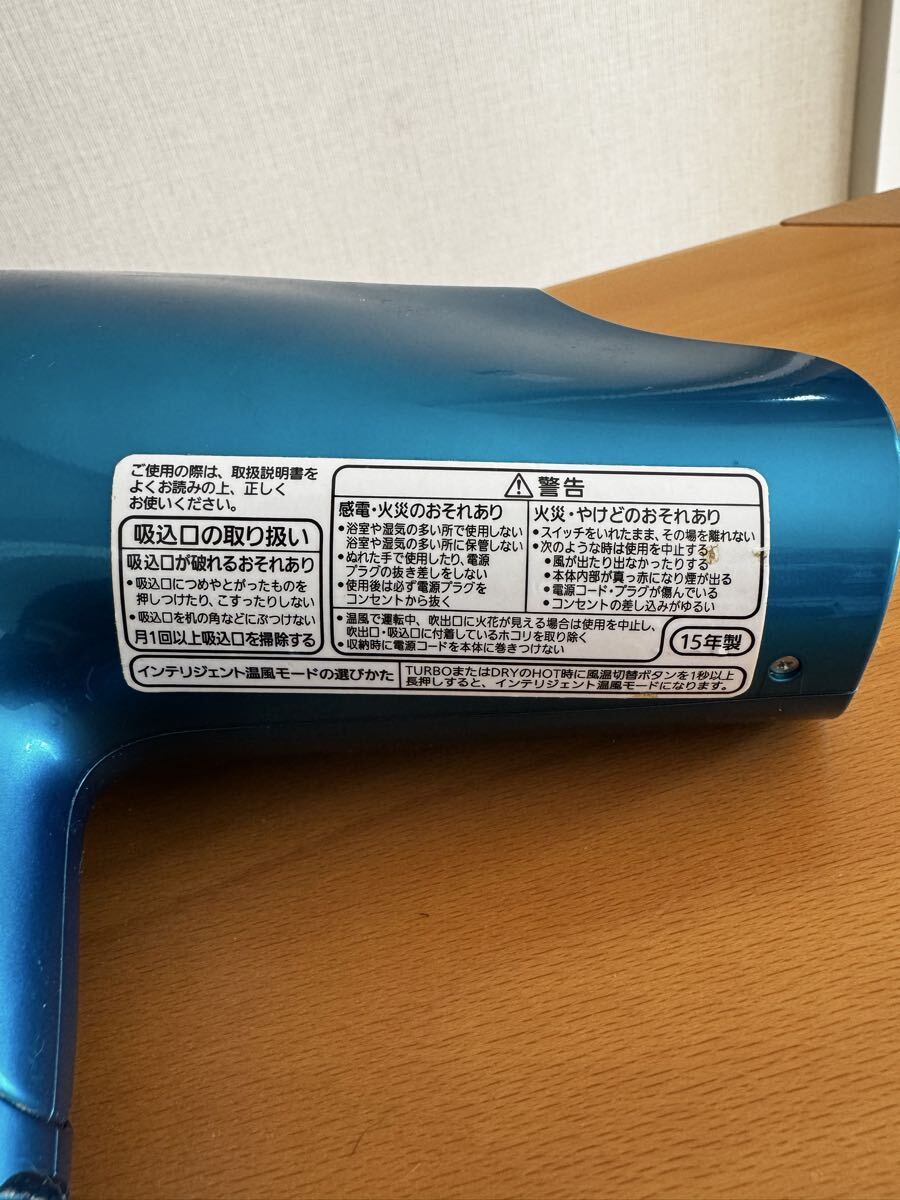 ご使用の際は、取扱説明書を
よくお読みの上、正しく
お使いください。
吸込口の取り扱い
吸込口が破れるおそれあり
•吸込口につめやとがったものを
押しつけたり、こすったりしない
•吸込口を机の角などにぶつけない
月1回以上吸込口を掃除する
警告
感電・火災のおそれあり
•浴室や湿気の多い所で使用しない
浴室や湿気の多い所に保管しない
•ぬれた手で使用したり、電源
プラグの抜き差しをしない
•使用後は必ず電源プラグを
コンセントから抜く
火災・やけどのおそれあり
•スイッチをいれたまま、その場を離れない
•次のような時は使用を中止する
•風が出たり出なかったりする
•本体内部が真っ赤になり煙が出る
•電源コード・プラグが傷んでいる
•コンセントの差し込みがゆるい
•温風で運転中、吹出口に火花が見える場合は使用を中止し、
吹出口・吸込口に付着しているホコリを取り除く
•収納時に電源コードを本体に巻きつけない
15年製
インテリジェント温風モードの選びかた
TURBOまたはDRYのHOT時に風温切替ボタンを1秒以上
長押しすると、インテリジェント温風モードになります。